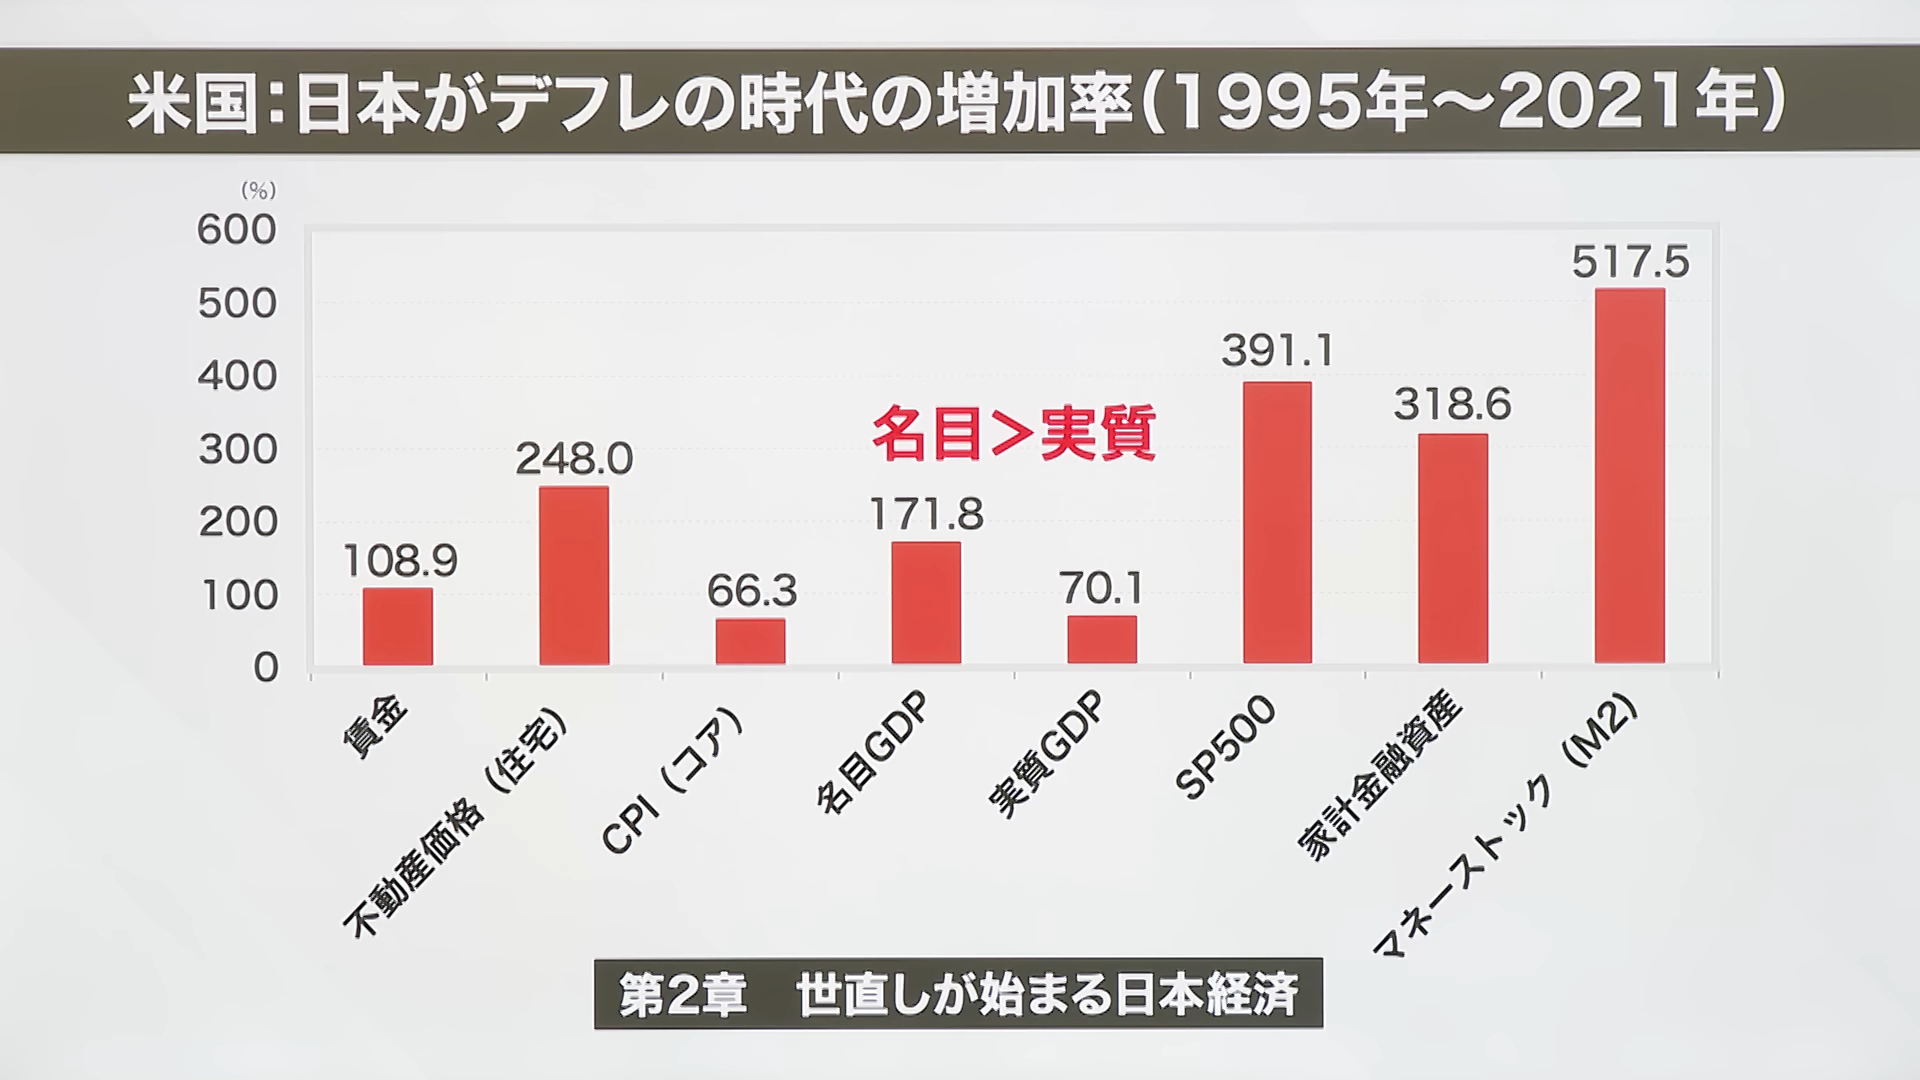 米国：日本がデフレの時代の増加率（1995年～2021年）
（%）
600
500
400
300
200
100
0
108.9
248.0
66.3
171.8
70.1
391.1
318.6
517.5
名目＞実質
賃金
不動産価格（住宅）
CPI（コア）
名目GDP
実質GDP
SP500
家計金融資産
マネーストック（M2）
第2章　世直しが始まる日本経済